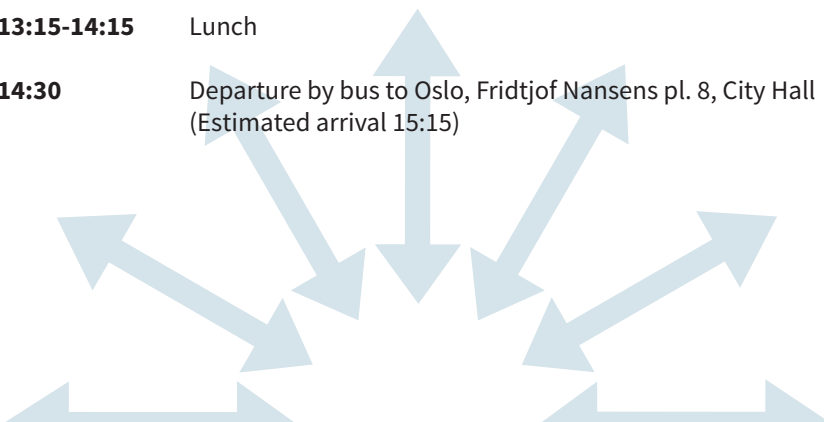 13:15-14:15 Lunch
14:30 Departure by bus to Oslo, Fridtjof Nansens pl. 8, City Hall
(Estimated arrival 15:15)